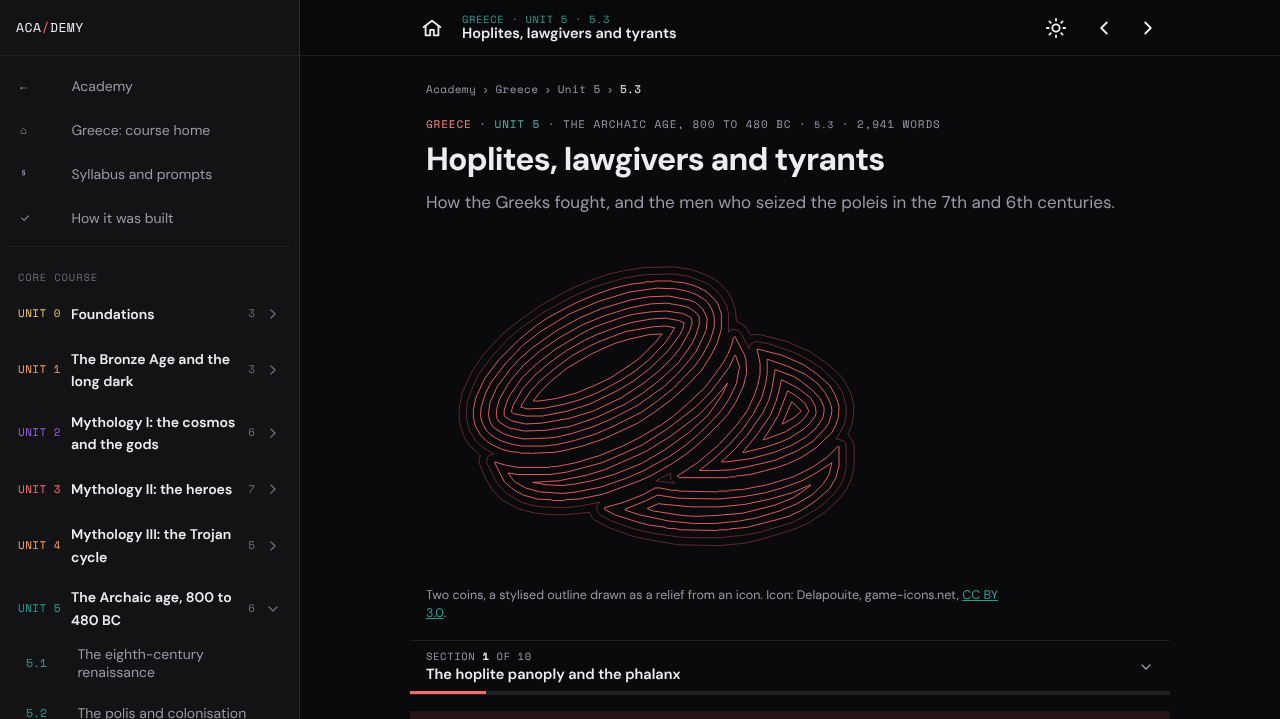 ACA/DEMY
← Academy
⌂ Greece: course home
§ Syllabus and prompts
✓ How it was built
CORE COURSE
UNIT 0 Foundations 3
UNIT 1 The Bronze Age and the
long dark 3
UNIT 2 Mythology I: the cosmos
and the gods 6
UNIT 3 Mythology II: the heroes 7
UNIT 4 Mythology III: the Trojan
cycle 5
UNIT 5 The Archaic age, 800 to
480 BC 6
5.1 The eighth-century
renaissance
5.2 The polis and colonisation
GREECE · UNIT 5 · 5.3
Hoplites, lawgivers and tyrants
Academy › Greece › Unit 5 › 5.3
GREECE · UNIT 5 · THE ARCHAIC AGE, 800 TO 480 BC · 5.3 · 2,941 WORDS
Hoplites, lawgivers and tyrants
How the Greeks fought, and the men who seized the poleis in the 7th and 6th centuries.
Two coins, a stylised outline drawn as a relief from an icon. Icon: Delapouite, game-icons.net, CC BY
3.0.
SECTION 1 OF 10
The hoplite panoply and the phalanx